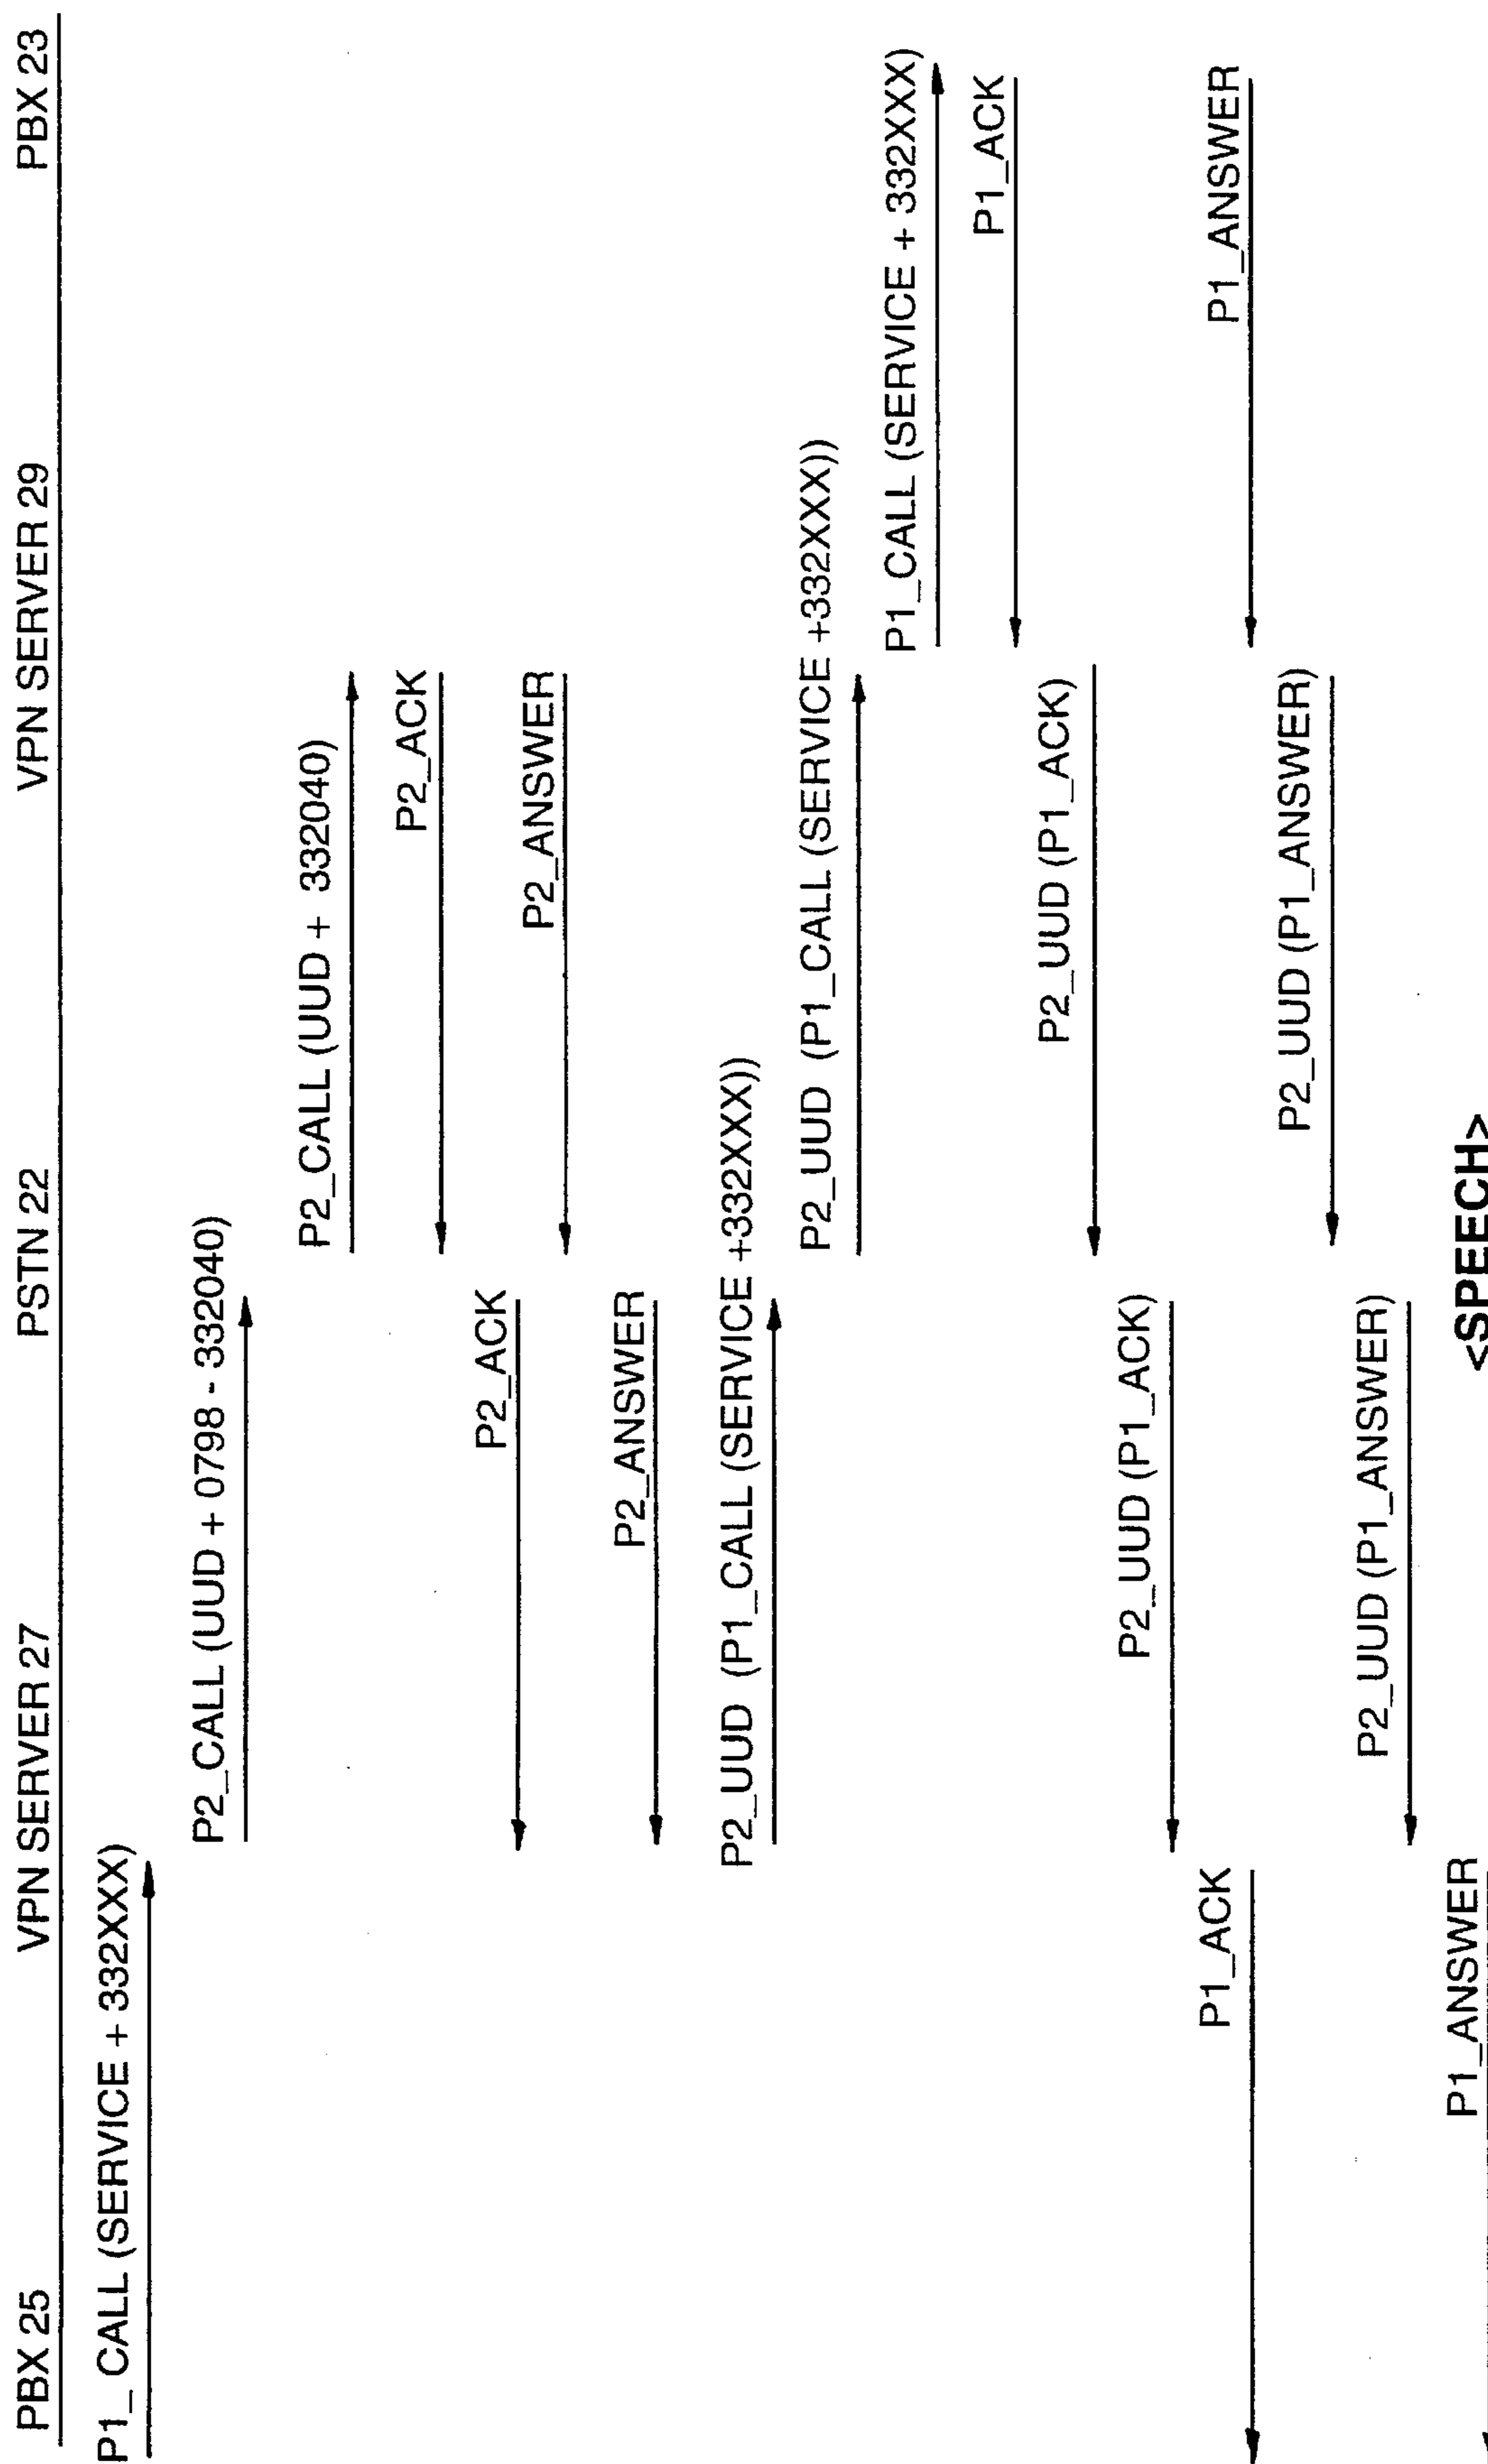 PBX 25 VPN SERVER 27 PSTN 22 VPN SERVER 29 PBX 23
P1_CALL (SERVICE + 332XXX)
P2_CALL (UUD + 0798 - 332040)
P2_CALL (UUD + 332040)
P2_ACK
P2_ACK
P2_ANSWER
P2_ANSWER
P2_UUD (P1_CALL (SERVICE +332XXX))
P2_UUD (P1_CALL (SERVICE +332XXX))
P1_CALL (SERVICE + 332XXX)
P1_ACK
P2_UUD (P1_ACK)
P2_UUD (P1_ACK)
P1_ACK
P1_ANSWER
P2_UUD (P1_ANSWER)
P2_UUD (P1_ANSWER)
P1_ANSWER
<SPEECH>